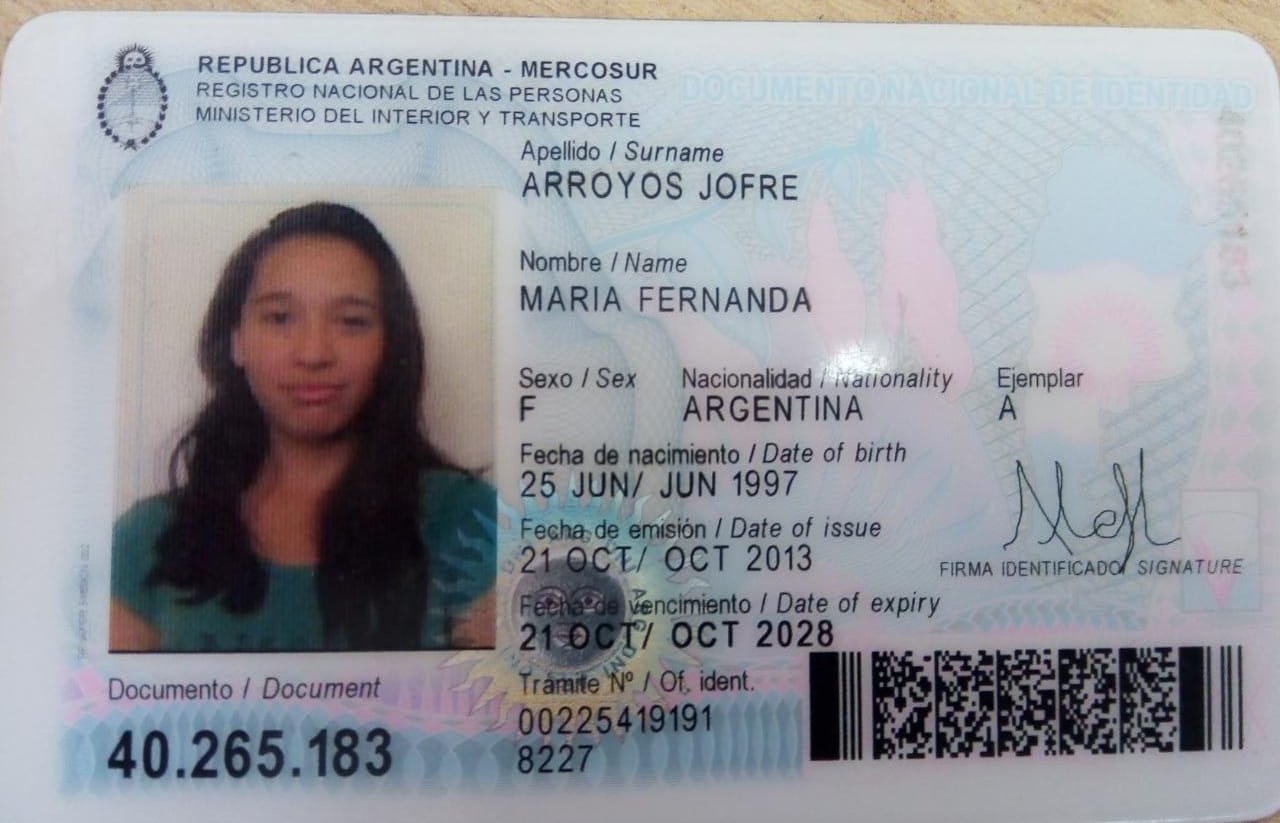 REPUBLICA ARGENTINA - MERCOSUR
REGISTRO NACIONAL DE LAS PERSONAS
MINISTERIO DEL INTERIOR Y TRANSPORTE
DOCUMENTO NACIONAL DE IDENTIDAD
Apellido / Surname
ARROYOS JOFRE
Nombre / Name
MARIA FERNANDA
Sexo / Sex Nacionalidad / Nationality Ejemplar
F ARGENTINA A
Fecha de nacimiento / Date of birth
25 JUN/ JUN 1997
Fecha de emisión / Date of issue
21 OCT/ OCT 2013
FIRMA IDENTIFICADO/ SIGNATURE
Fecha de vencimiento / Date of expiry
21 OCT/ OCT 2028
Trámite Nº / Of. ident.
00225419191
8227
Documento / Document
40.265.183